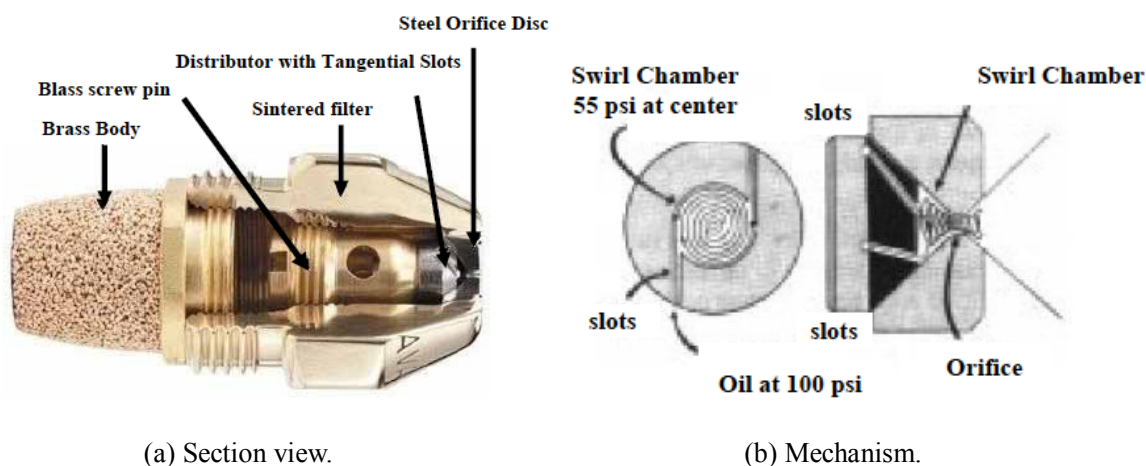 Steel Orifice Disc
Distributor with Tangential Slots
Blass screw pin
Sintered filter
Brass Body
Swirl Chamber
55 psi at center
Swirl Chamber
slots
slots
slots
Oil at 100 psi
Orifice
(a) Section view.
(b) Mechanism.